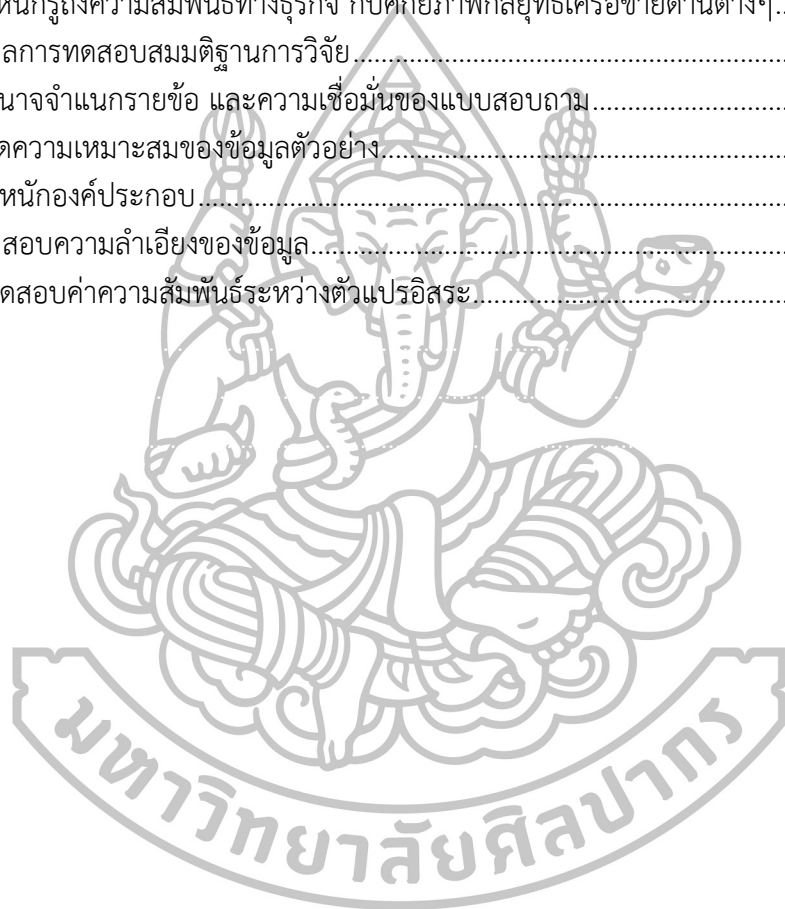 หนักรู้ถึงความสัมพันธ์ทางธุรกิจ กับศักยภาพกลยุทธ์เครือข่ายด้านต่างๆ..
ลการทดสอบสมมติฐานการวิจัย........................................................................
นาจจำแนกรายข้อ และความเชื่อมั่นของแบบสอบถาม................................
ดความเหมาะสมของข้อมูลตัวอย่าง....................................................................
หนักองค์ประกอบ................................................................................................
สอบความลำเอียงของข้อมูล...............................................................................
ดสอบค่าความสัมพันธ์ระหว่างตัวแปรอิสระ....................................................
มหาวิทยาลัยศิลปากร